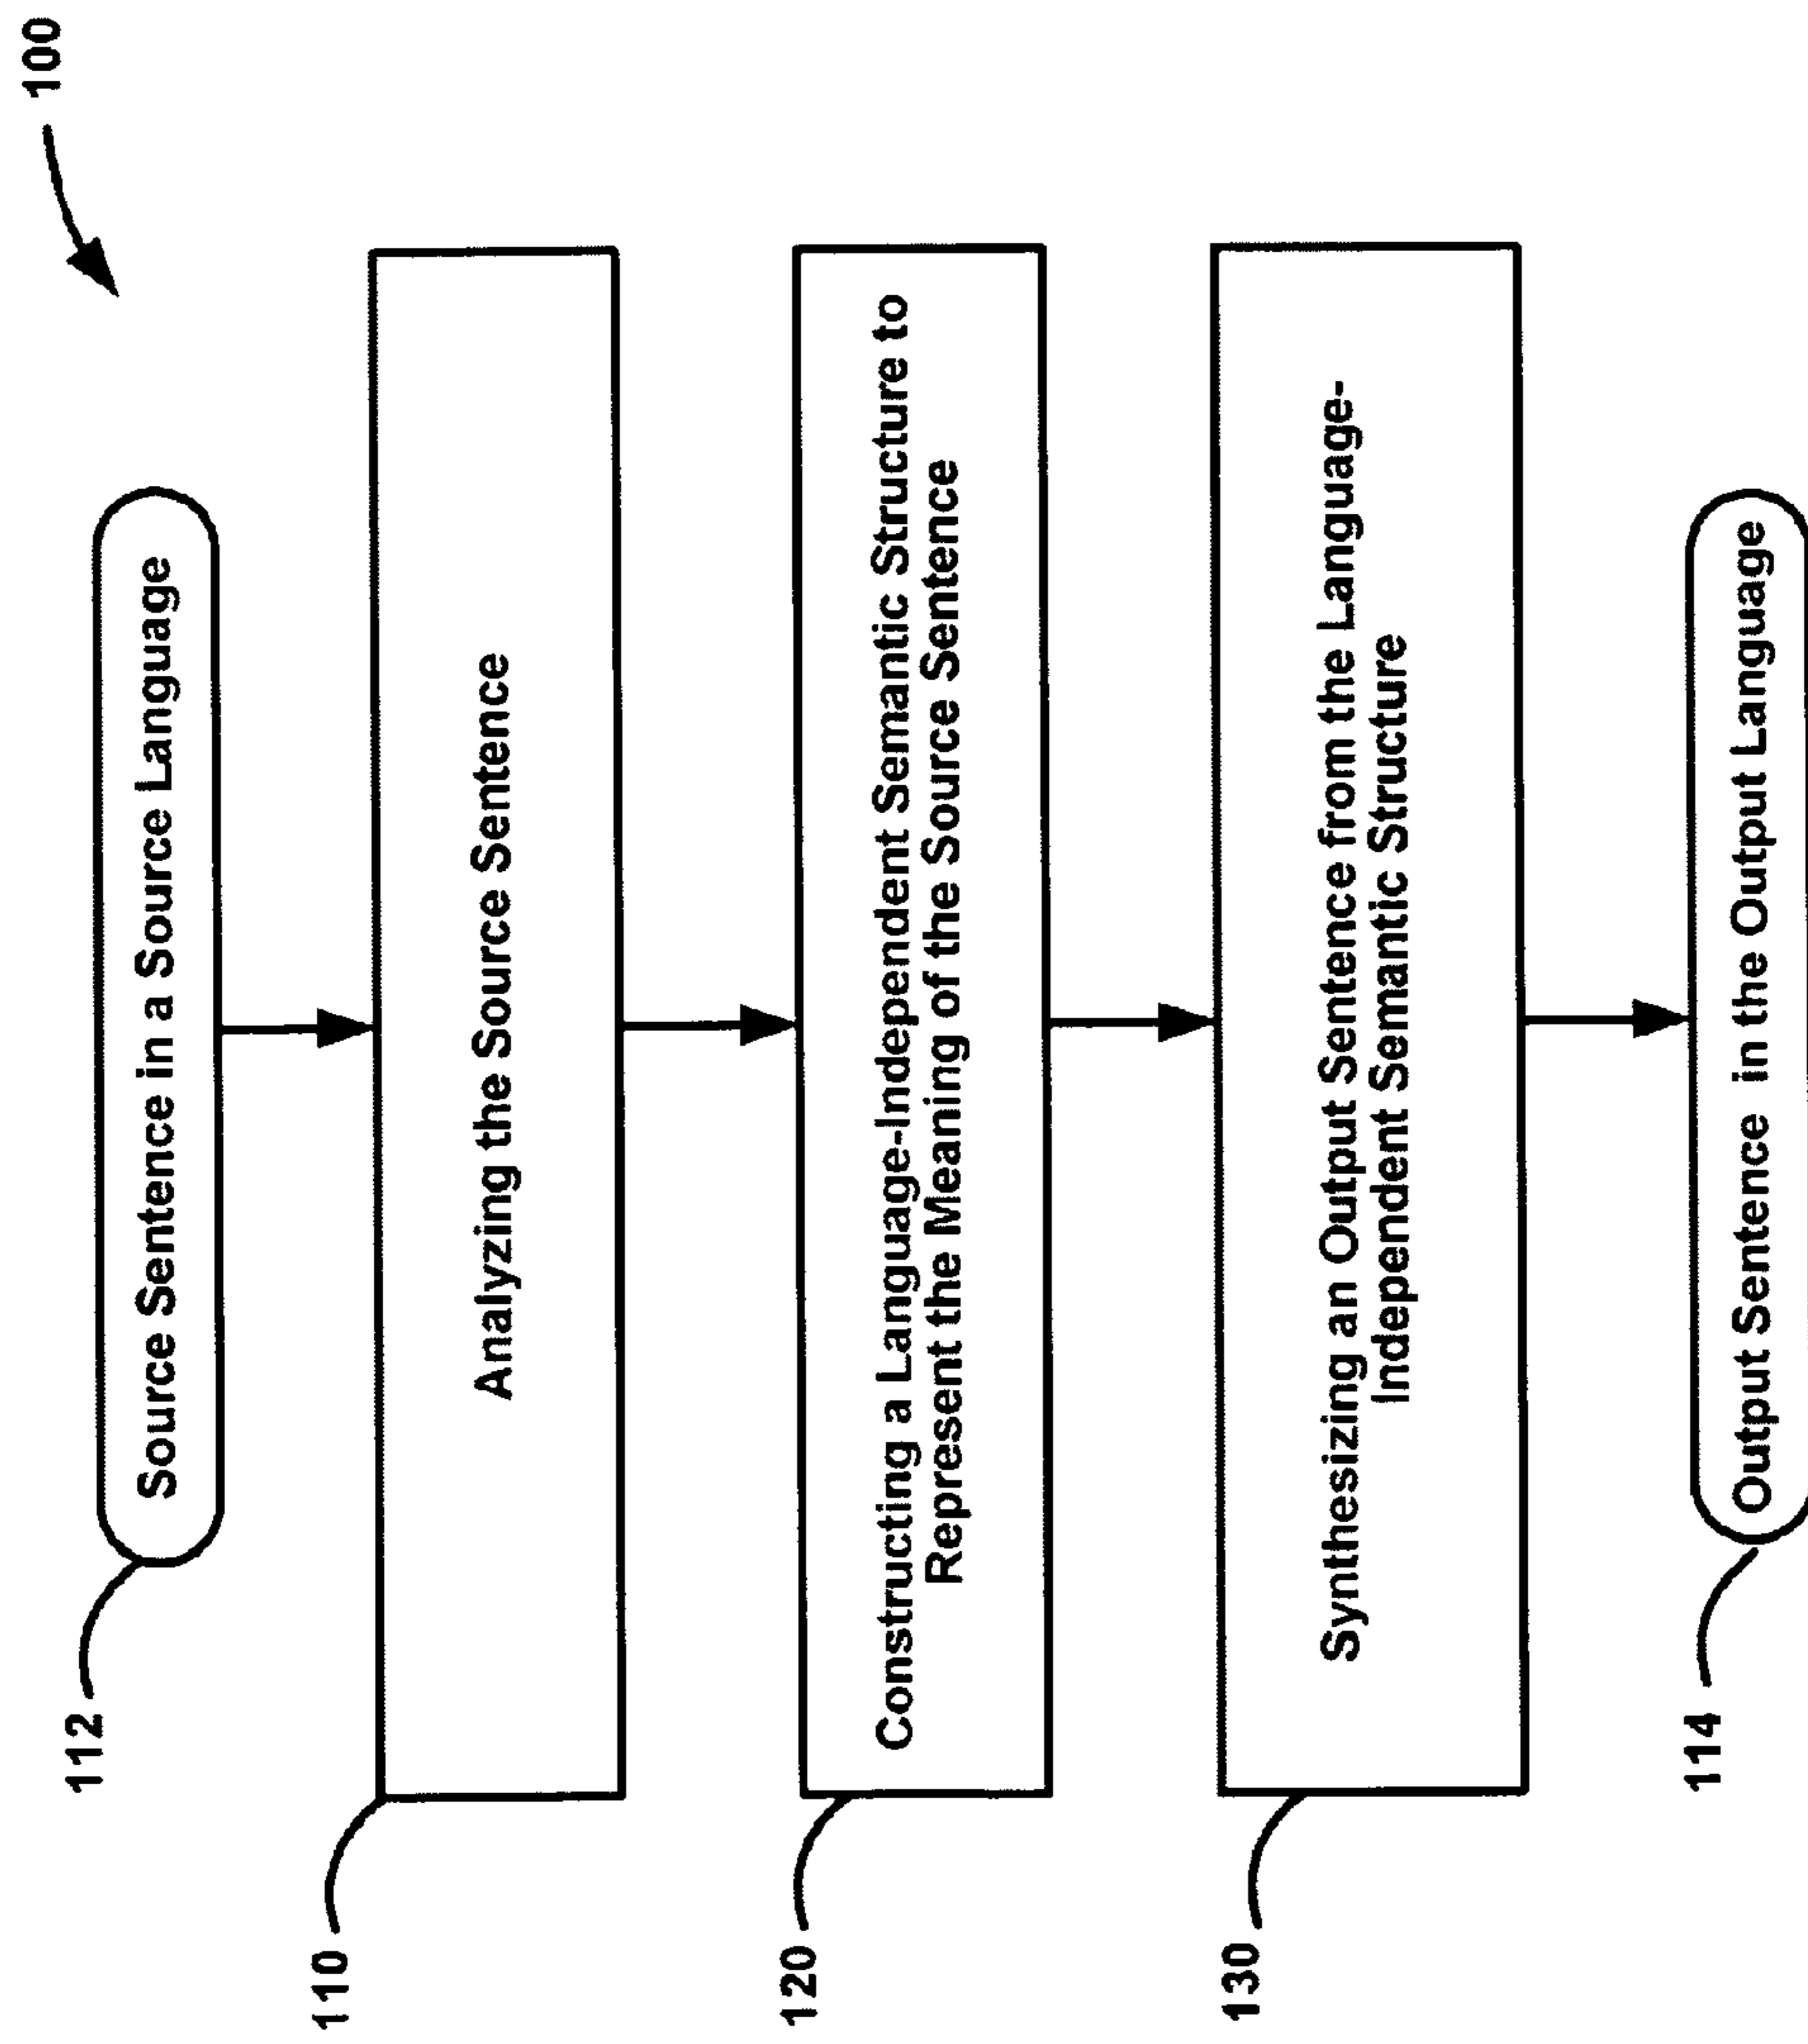 100
112
Source Sentence in a Source Language
110
Analyzing the Source Sentence
120
Constructing a Language-Independent Semantic Structure to
Represent the Meaning of the Source Sentence
130
Synthesizing an Output Sentence from the Language-
Independent Semantic Structure
114
Output Sentence in the Output Language